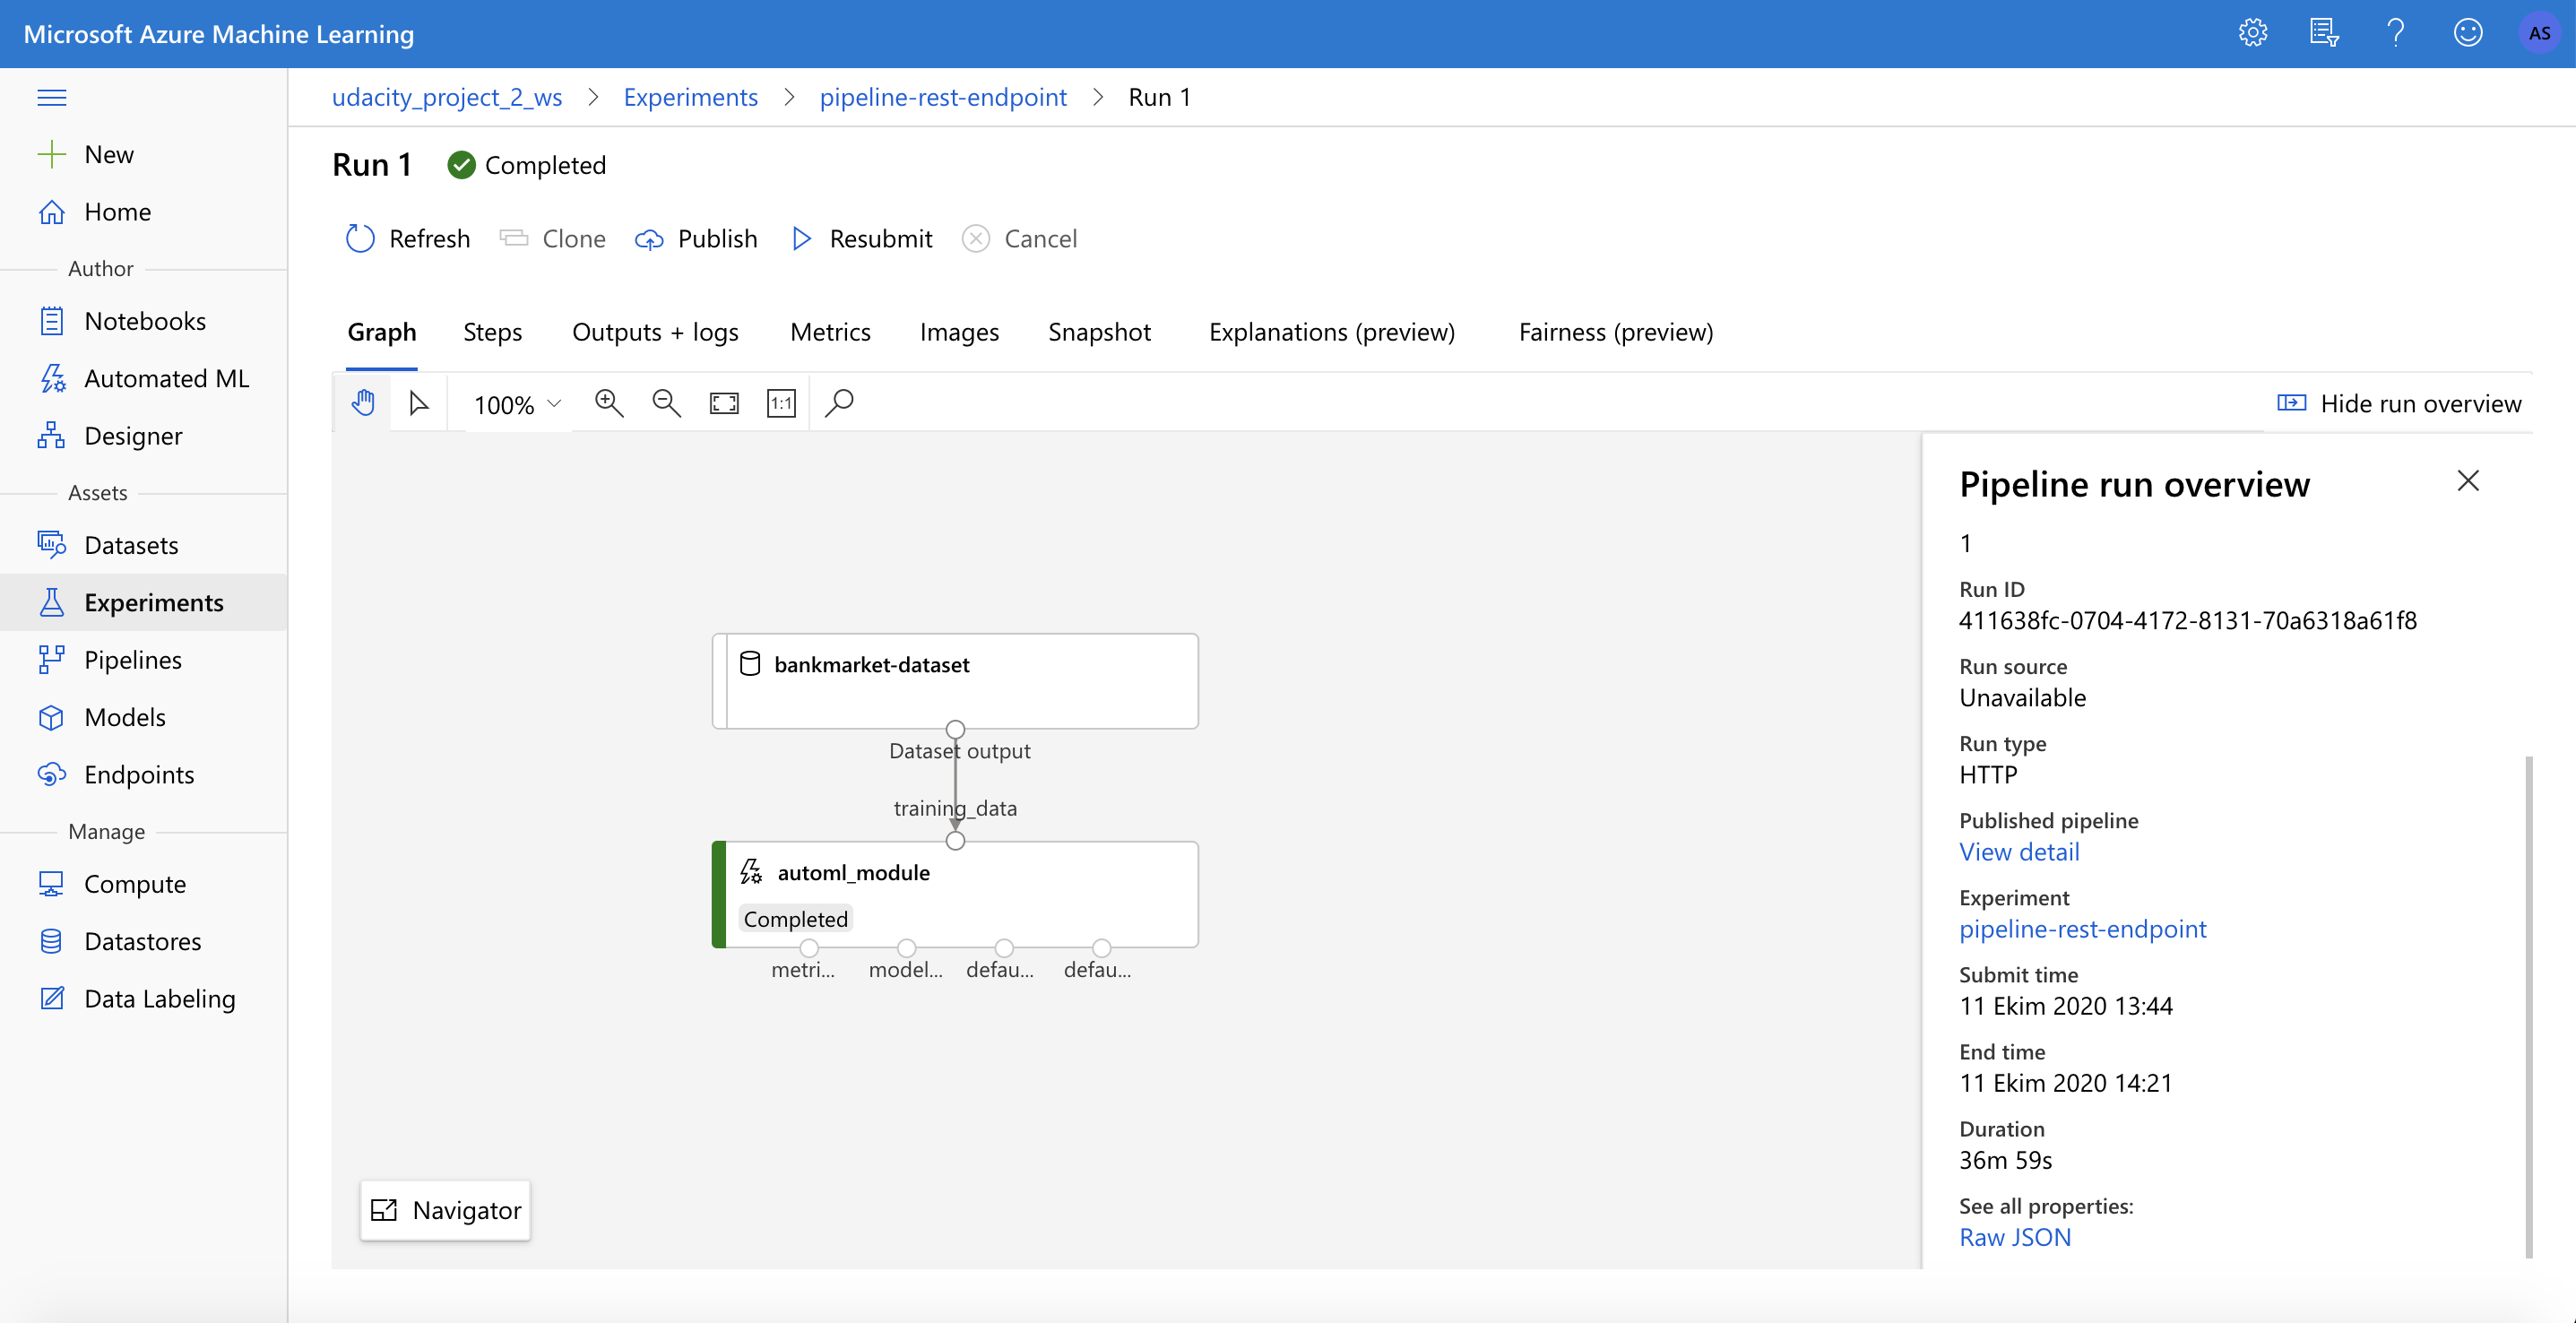 Microsoft Azure Machine Learning
AS
udacity_project_2_ws > Experiments > pipeline-rest-endpoint > Run 1
New
Home
Author
Notebooks
Automated ML
Designer
Assets
Datasets
Experiments
Pipelines
Models
Endpoints
Manage
Compute
Datastores
Data Labeling
Run 1 Completed
Refresh Clone Publish Resubmit Cancel
Graph Steps Outputs + logs Metrics Images Snapshot Explanations (preview) Fairness (preview)
100% 1:1 Hide run overview
bankmarket-dataset
Dataset output
training_data
automl_module
Completed
metri... model... defau... defau...
Navigator
Pipeline run overview
1
Run ID
411638fc-0704-4172-8131-70a6318a61f8
Run source
Unavailable
Run type
HTTP
Published pipeline
View detail
Experiment
pipeline-rest-endpoint
Submit time
11 Ekim 2020 13:44
End time
11 Ekim 2020 14:21
Duration
36m 59s
See all properties:
Raw JSON